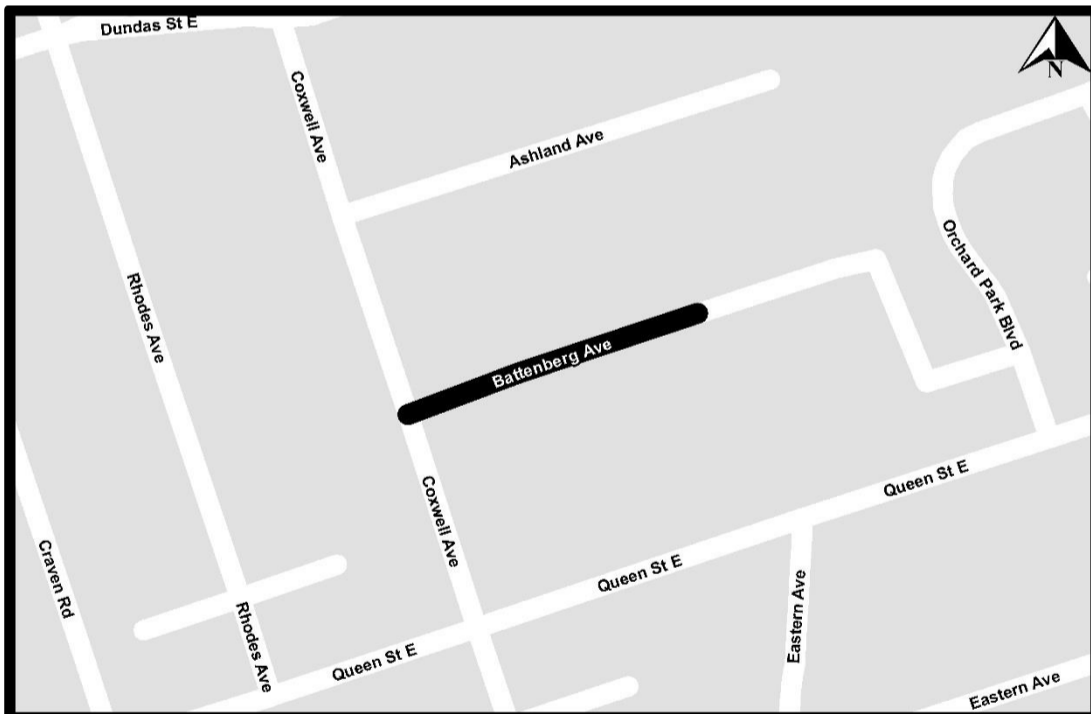 Dundas St E
N
Coxwell Ave
Ashland Ave
Rhodes Ave
Orchard Park Blvd
Battenberg Ave
Coxwell Ave
Queen St E
Craven Rd
Queen St E
Eastern Ave
Rhodes Ave
Queen St E
Eastern Ave